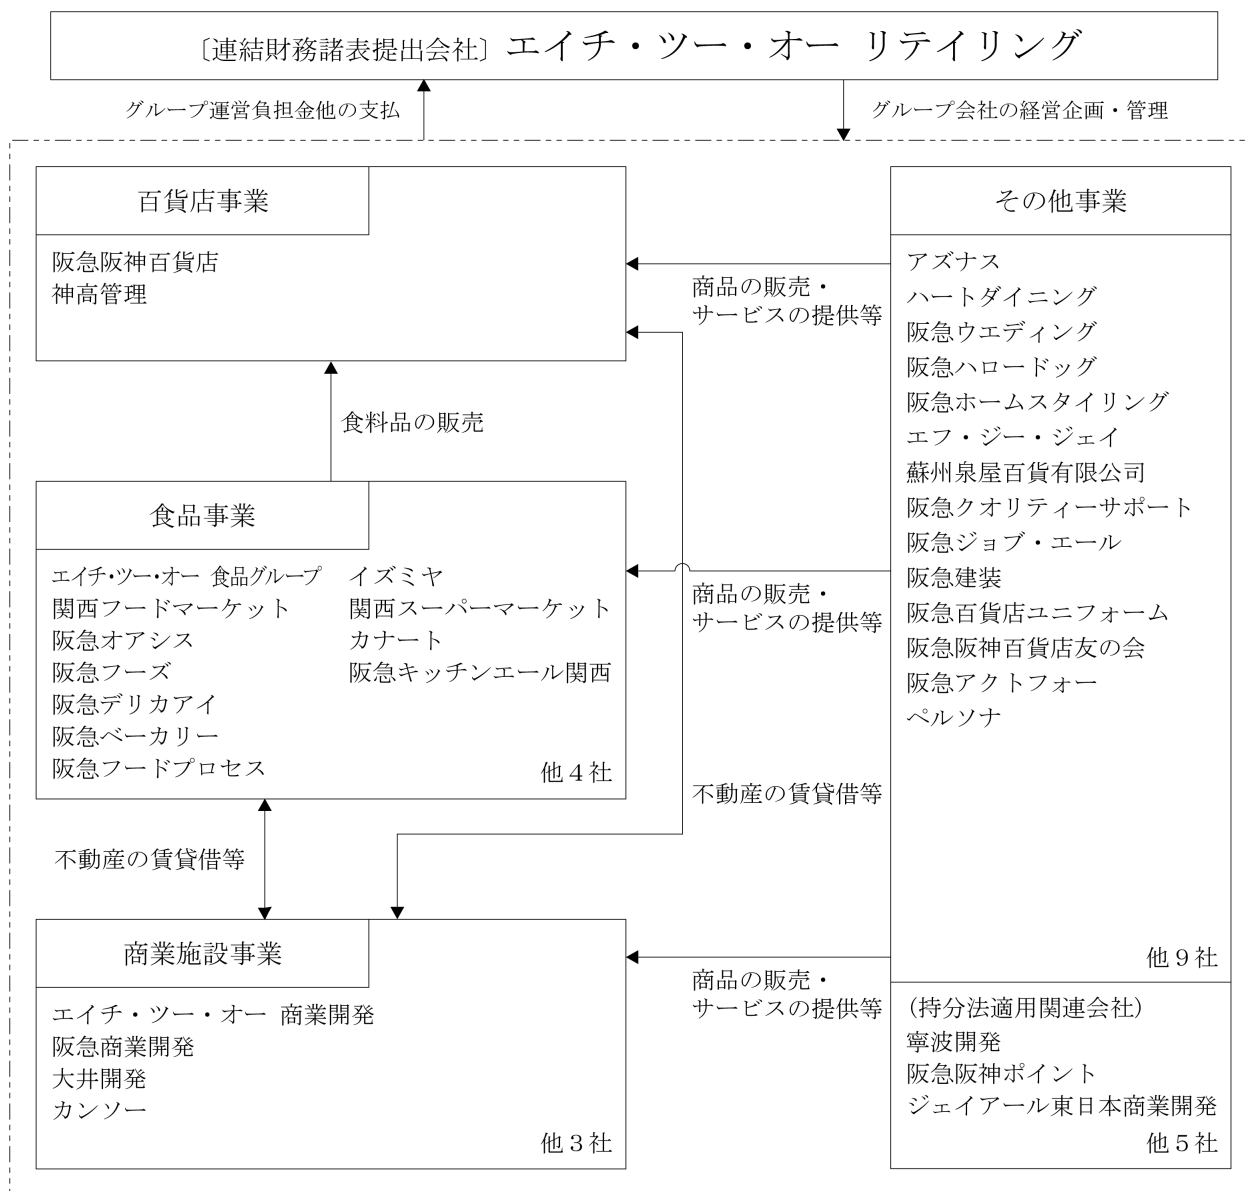 〔連結財務諸表提出会社〕エイチ・ツー・オー リテイリング
グループ運営負担金他の支払
グループ会社の経営企画・管理
百貨店事業
阪急阪神百貨店
神高管理
食料品の販売
食品事業
エイチ・ツー・オー 食品グループ
関西フードマーケット
阪急オアシス
阪急フーズ
阪急デリカアイ
阪急ベーカリー
阪急フードプロセス
イズミヤ
関西スーパーマーケット
カナート
阪急キッチンエール関西
他４社
不動産の賃貸借等
商業施設事業
エイチ・ツー・オー 商業開発
阪急商業開発
大井開発
カンソー
他３社
商品の販売・
サービスの提供等
商品の販売・
サービスの提供等
不動産の賃貸借等
商品の販売・
サービスの提供等
その他事業
アズナス
ハートダイニング
阪急ウエディング
阪急ハロードッグ
阪急ホームスタイリング
エフ・ジー・ジェイ
蘇州泉屋百貨有限公司
阪急クオリティーサポート
阪急ジョブ・エール
阪急建装
阪急百貨店ユニフォーム
阪急阪神百貨店友の会
阪急アクトフォー
ペルソナ
他９社
(持分法適用関連会社)
寧波開発
阪急阪神ポイント
ジェイアール東日本商業開発
他５社